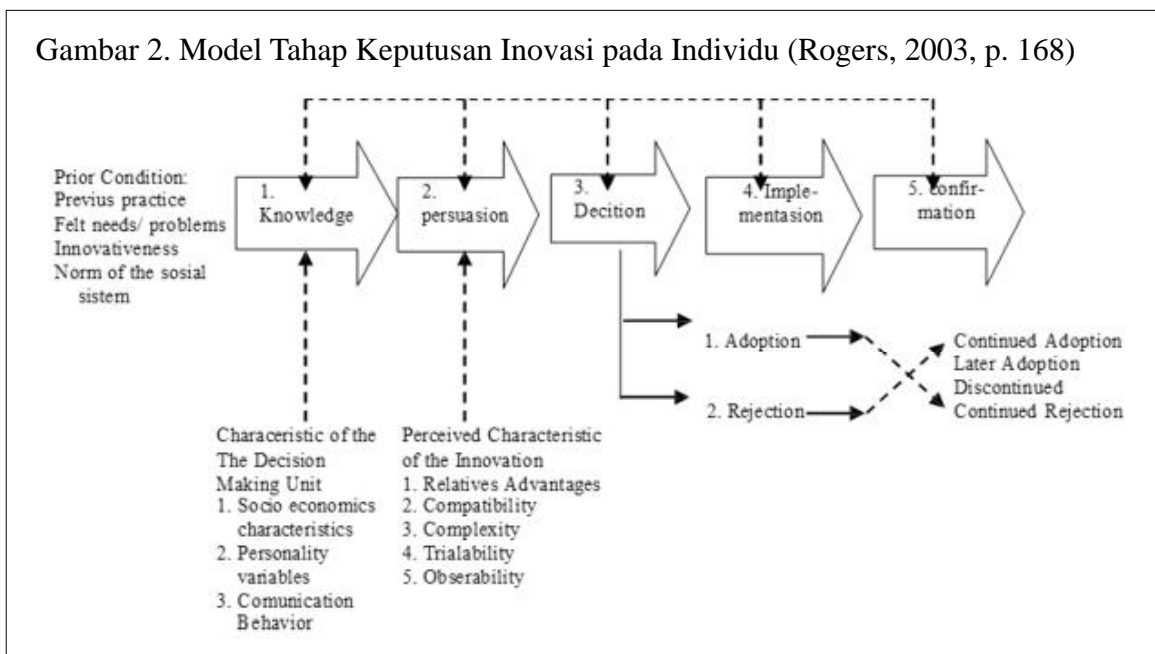 Gambar 2. Model Tahap Keputusan Inovasi pada Individu (Rogers, 2003, p. 168)
Prior Condition:
Previus practice
Felt needs/ problems
Innovativeness
Norm of the sosial
sistem
1.
Knowledge
2.
persuasion
3.
Decition
4. Imple-
mentasion
5. confir-
mation
1. Adoption
2. Rejection
Continued Adoption
Later Adoption
Discontinued
Continued Rejection
Characeristic of the
The Decision
Making Unit
1. Socio economics
characteristics
2. Personality
variables
3. Comunication
Behavior
Perceived Characteristic
of the Innovation
1. Relatives Advantages
2. Compatibility
3. Complexity
4. Trialability
5. Obserability